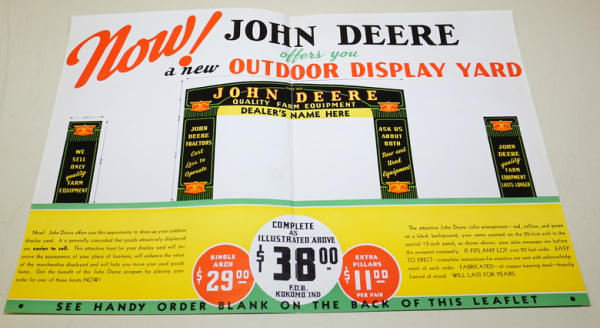 Now! JOHN DEERE
offers you
a new OUTDOOR DISPLAY YARD
JOHN DEERE
QUALITY FARM EQUIPMENT
DEALER'S NAME HERE
WE
SELL
ONLY
quality
FARM
EQUIPMENT
JOHN
DEERE
TRACTORS
Cost
Less to
Operate
ASK US
ABOUT
BOTH
New and
Used
Equipment
JOHN
DEERE
quality
FARM
EQUIPMENT
LASTS LONGER
Now! John Deere offers you this opportunity to dress up your outdoor
display yard. It is generally conceded that goods attractively displayed
are easier to sell. This attractive front for your display yard will im-
prove the appearance of your place of business, will enhance the value
of the merchandise displayed and will help you move your used goods
faster. Get the benefit of this John Deere program by placing your
order for one of these fronts NOW!
SINGLE
ARCH
$29 00
COMPLETE
AS
ILLUSTRATED ABOVE
$38 00
F.O.B.
KOKOMO, IND
EXTRA
PILLARS
$11 00
PER PAIR
The attractive John Deere color arrangement—red, yellow, and green
on a black background, your name painted on the 20-foot arch in the
special 15-inch panel, as shown above, your sales message are before
the prospect constantly. IT FITS ANY LOT over 20 feet wide. EASY
TO ERECT—complete instructions for erection are sent with acknowledg-
ment of each order. FABRICATED—of copper bearing steel—heavily
framed of wood. WILL LAST FOR YEARS.
• SEE HANDY ORDER BLANK ON THE BACK OF THIS LEAFLET •